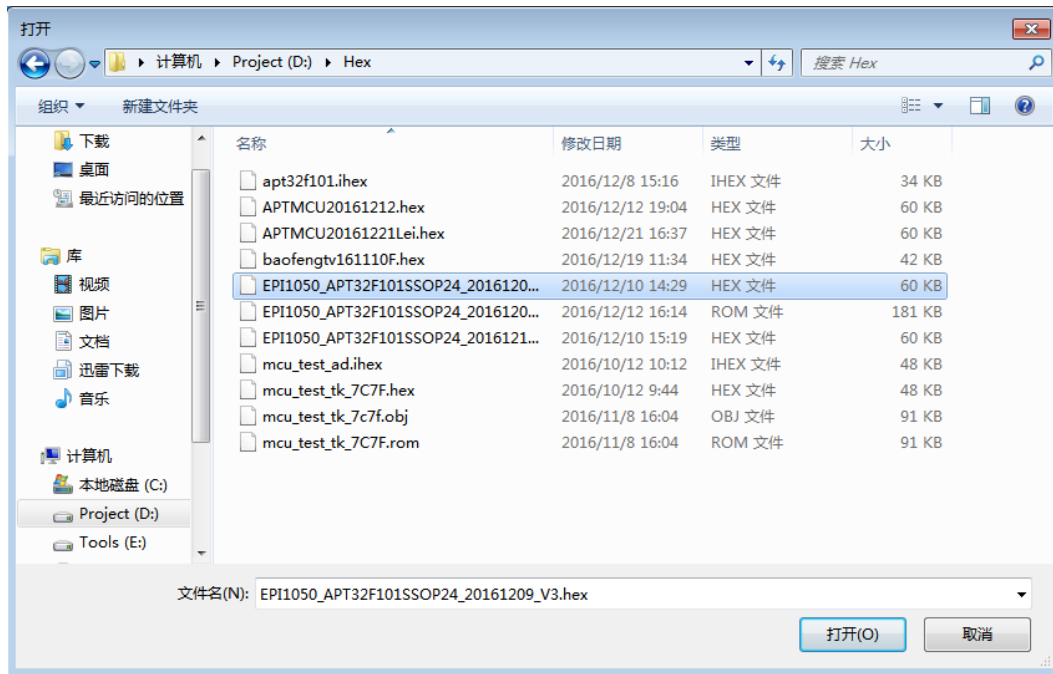 打开
计算机 Project (D:) Hex
搜索 Hex
组织 新建文件夹
下载
桌面
最近访问的位置
库
视频
图片
文档
迅雷下载
音乐
计算机
本地磁盘 (C:)
Project (D:)
Tools (E:)
名称 修改日期 类型 大小
apt32f101.ihex 2016/12/8 15:16 IHEX 文件 34 KB
APTMCU20161212.hex 2016/12/12 19:04 HEX 文件 60 KB
APTMCU20161221Lei.hex 2016/12/21 16:37 HEX 文件 60 KB
baofengtv161110F.hex 2016/12/19 11:34 HEX 文件 42 KB
EPI1050_APT32F101SSOP24_2016120... 2016/12/10 14:29 HEX 文件 60 KB
EPI1050_APT32F101SSOP24_2016120... 2016/12/12 16:14 ROM 文件 181 KB
EPI1050_APT32F101SSOP24_2016121... 2016/12/10 15:19 HEX 文件 60 KB
mcu_test_ad.ihex 2016/10/12 10:12 IHEX 文件 48 KB
mcu_test_tk_7C7F.hex 2016/10/12 9:44 HEX 文件 48 KB
mcu_test_tk_7c7f.obj 2016/11/8 16:04 OBJ 文件 91 KB
mcu_test_tk_7C7F.rom 2016/11/8 16:04 ROM 文件 91 KB
文件名(N): EPI1050_APT32F101SSOP24_20161209_V3.hex
打开(O) 取消